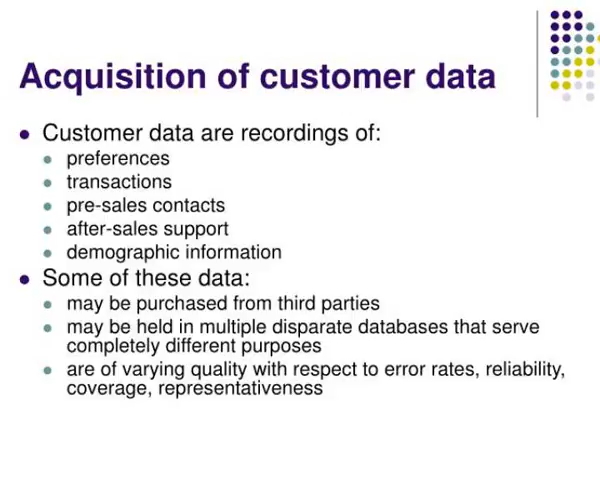 Acquisition of customer data
Customer data are recordings of:
preferences
transactions
pre-sales contacts
after-sales support
demographic information
Some of these data:
may be purchased from third parties
may be held in multiple disparate databases that serve
completely different purposes
are of varying quality with respect to error rates, reliability,
coverage, representativeness